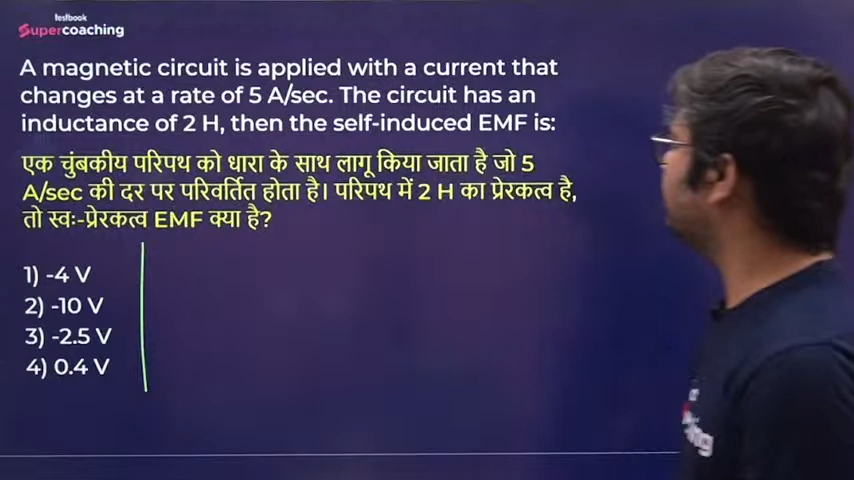 testbook
Supercoaching
A magnetic circuit is applied with a current that
changes at a rate of 5 A/sec. The circuit has an
inductance of 2 H, then the self-induced EMF is:
एक चुंबकीय परिपथ को धारा के साथ लागू किया जाता है जो 5
A/sec की दर पर परिवर्तित होता है। परिपथ में 2 H का प्रेरकत्व है,
तो स्वः-प्रेरकत्व EMF क्या है?
1) -4 V
2) -10 V
3) -2.5 V
4) 0.4 V